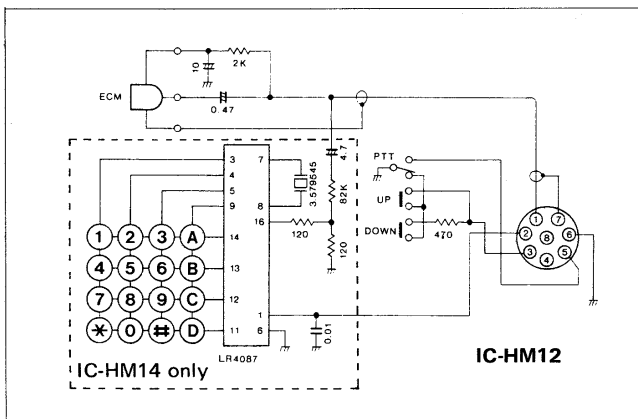 10
2K
ECM
0.47
4.7
PTT
82K
UP
DOWN
470
3
4
5
9
7
8
3.579545
16
120
120
14
13
12
11
1
6
0.01
1 2 3 A
4 5 6 B
7 8 9 C
* 0 # D
LR4087
IC-HM14 only
1
7
2
8
6
3
4
5
IC-HM12